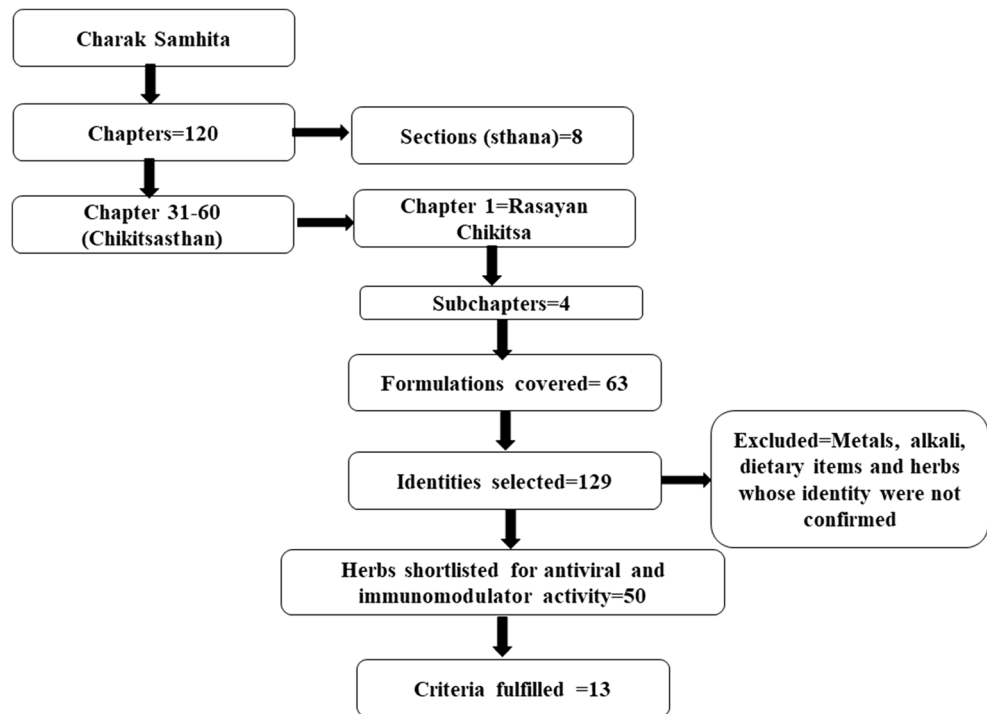 Charak Samhita
Chapters=120
Sections (sthana)=8
Chapter 31-60
(Chikitsasthan)
Chapter 1=Rasayan
Chikitsa
Subchapters=4
Formulations covered= 63
Identities selected=129
Excluded=Metals, alkali,
dietary items and herbs
whose identity were not
confirmed
Herbs shortlisted for antiviral and
immunomodulator activity=50
Criteria fulfilled =13